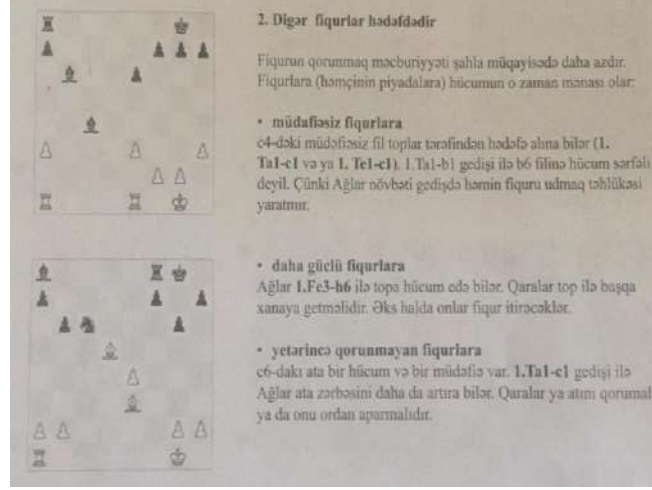 2. Digər fiqurlar hədəfdədir
Fiqurun qorunmaq məcburiyyəti şahla müqayisədə daha azdır.
Fiqurlara (həmçinin piyadalara) hücumun o zaman mənası olar:
• müdafiəsiz fiqurlara
c4-dəki müdafiəsiz fil toplar tərəfindən hədəfə alına bilər (1.
Ta1-c1 və ya 1. Te1-c1). 1.Ta1-b1 gedişi ilə b6 filinə hücum sərfəli
deyil. Çünki Ağlar növbəti gedişdə həmin fiquru udmaq təhlükəsi
yaratmır.
• daha güclü fiqurlara
Ağlar 1.Fe3-h6 ilə topa hücum edə bilər. Qaralar top ilə başqa
xanaya getməlidir. Əks halda onlar fiqur itirəcəklər.
• yetərincə qorunmayan fiqurlara
c6-dakı ata bir hücum və bir müdafiə var. 1.Ta1-c1 gedişi ilə
Ağlar ata zərbəsini daha da artıra bilər. Qaralar ya atını qorumal
ya da onu ordan aparmalıdır.